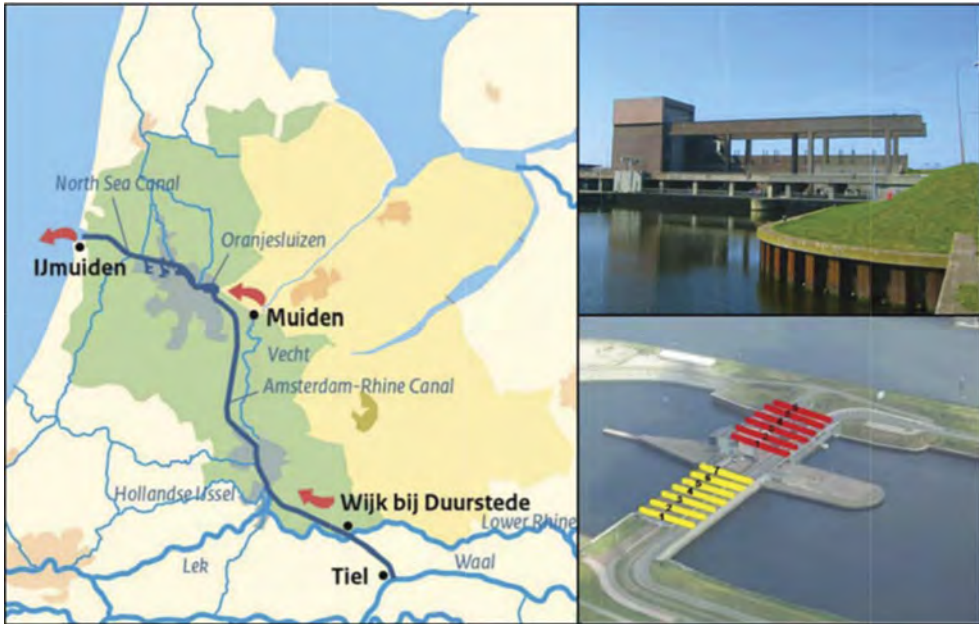 North Sea Canal
Oranjesluizen
IJmuiden
Muiden
Vecht
Amsterdam-Rhine Canal
Hollandse IJssel
Wijk bij Duurstede
Lower Rhine
Lek
Waal
Tiel